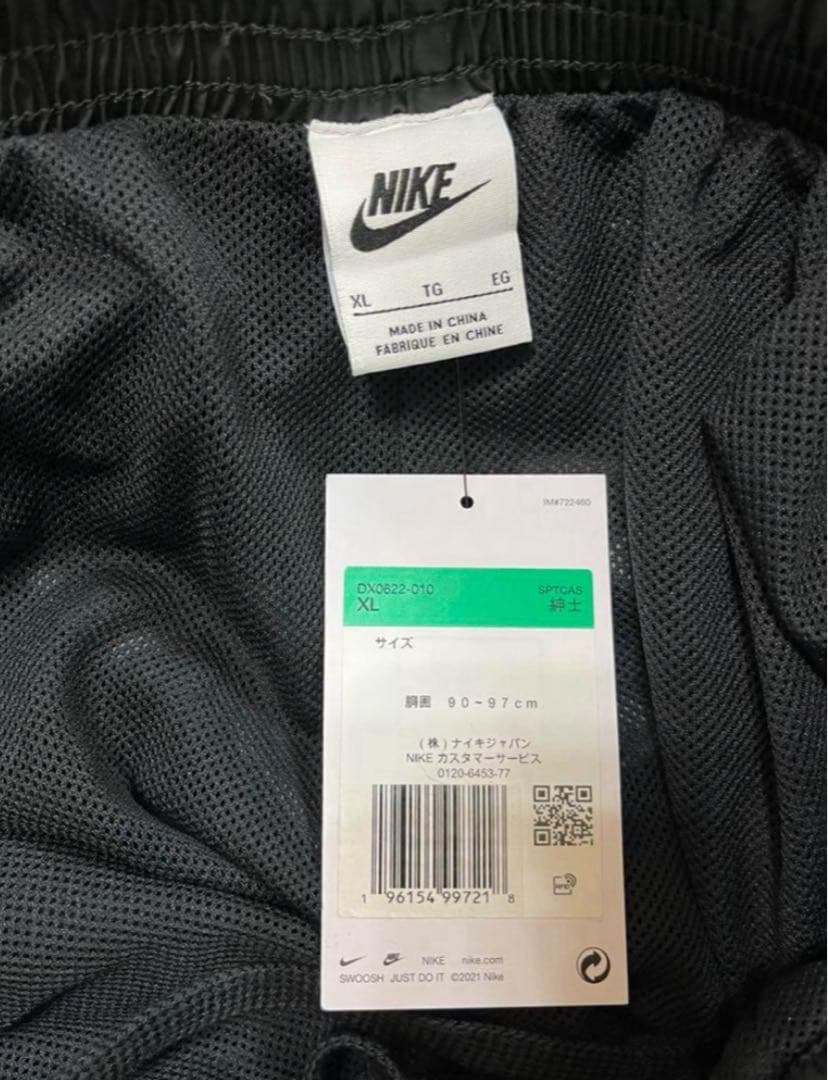 NIKE
XL TG EG
MADE IN CHINA
FABRIQUE EN CHINE
IM#722460
DX0622-010 SPTCAS
XL 紳士
サイズ
胴囲 90~97cm
(株)ナイキジャパン
NIKE カスタマーサービス
0120-6453-77
1 96154 99721 8
NIKE nike.com
SWOOSH JUST DO IT ©2021 Nike